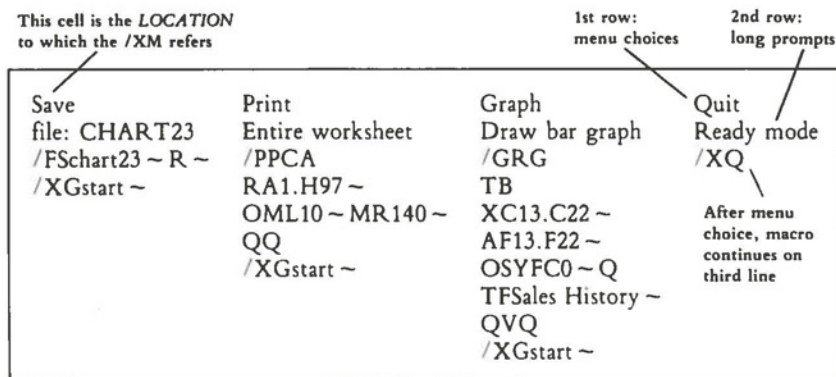 This cell is the LOCATION
to which the /XM refers
1st row:
menu choices
2nd row:
long prompts
Save
file: CHART23
/FSchart23 ~ R ~
/XGstart ~
Print
Entire worksheet
/PPCA
RA1.H97 ~
OML10 ~ MR140 ~
QQ
/XGstart ~
Graph
Draw bar graph
/GRG
TB
XC13.C22 ~
AF13.F22 ~
OSYFC0 ~ Q
TFSales History ~
QVQ
/XGstart ~
Quit
Ready mode
/XQ
After menu
choice, macro
continues on
third line